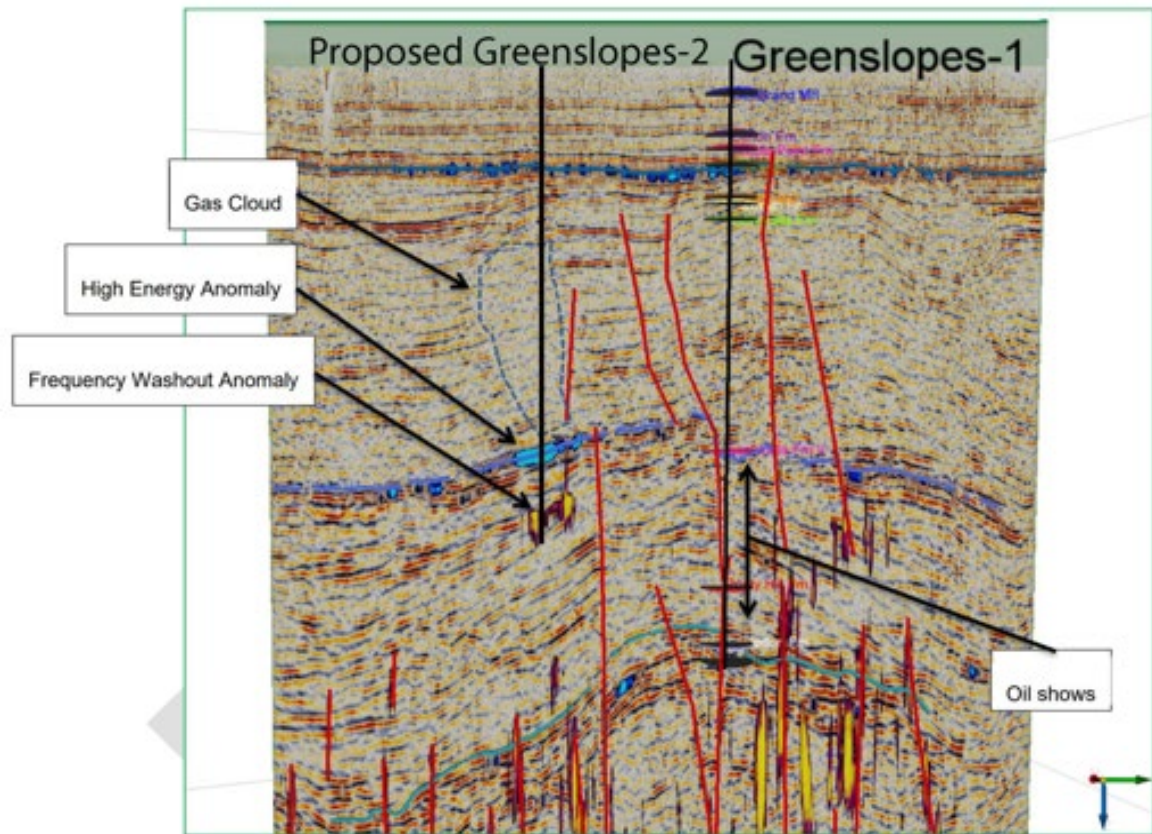 Proposed Greenslopes-2
Greenslopes-1
Gas Cloud
High Energy Anomaly
Frequency Washout Anomaly
Oil shows